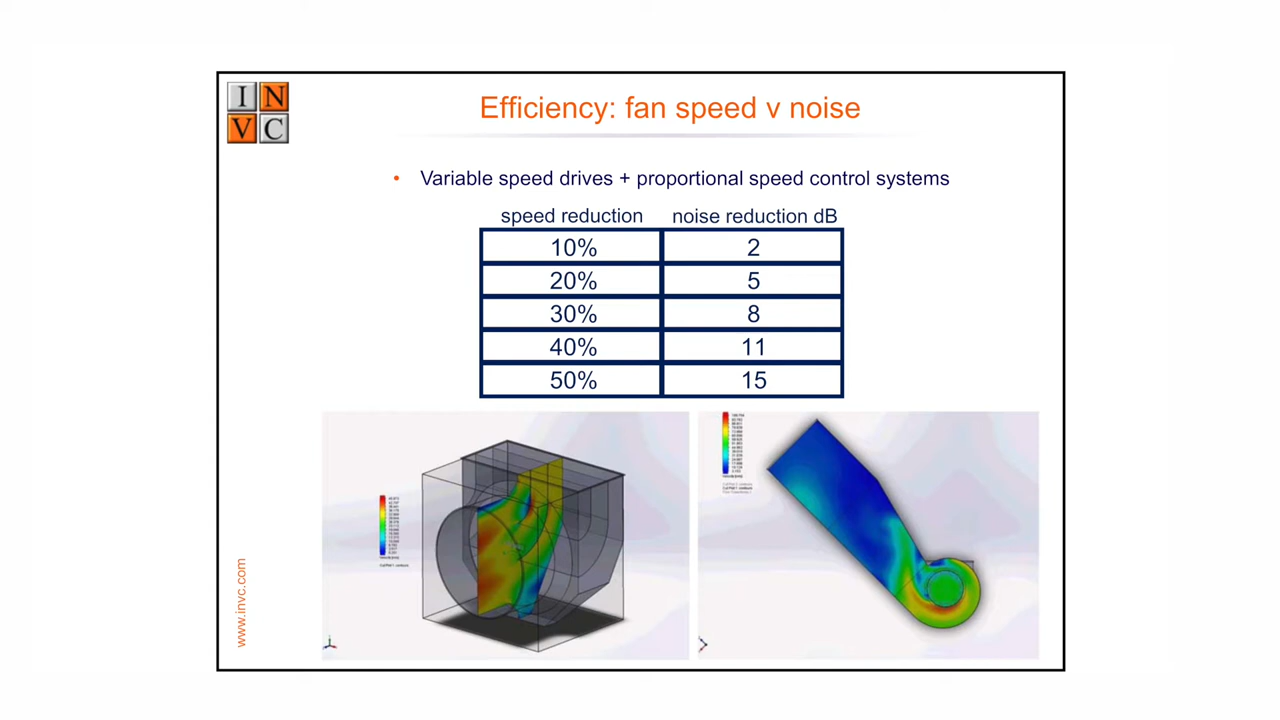 I N
V C
Efficiency: fan speed v noise
• Variable speed drives + proportional speed control systems
speed reduction noise reduction dB
10% 2
20% 5
30% 8
40% 11
50% 15
www.invc.com